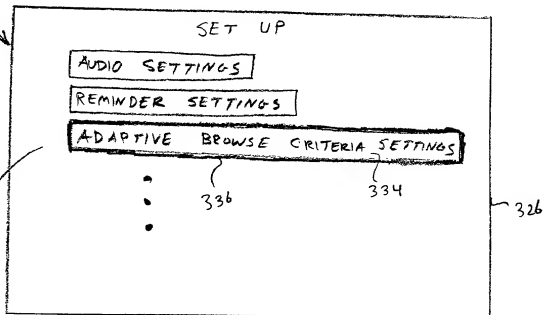 SET UP
AUDIO SETTINGS
REMINDER SETTINGS
ADAPTIVE BROWSE CRITERIA SETTINGS
336
334
326